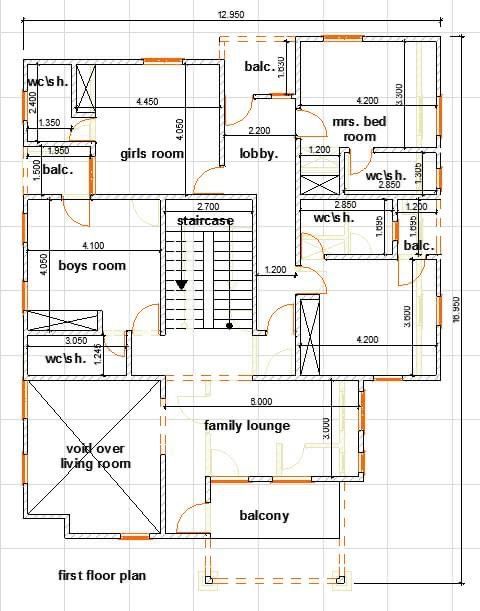 12.950
balc.
1.630
wc\sh.
2.400
1.350
4.450
4.050
girls room
4.200
3.300
mrs. bed
room
2.200
lobby.
1.200
1.950
1.500
balc.
wc\sh.
1.305
2.850
2.700
staircase
2.850
wc\sh.
1.695
1.695
1.200
balc.
4.100
boys room
4.050
1.200
16.950
3.600
4.200
3.050
wc\sh.
1.245
6.000
family lounge
3.000
void over
living room
balcony
first floor plan